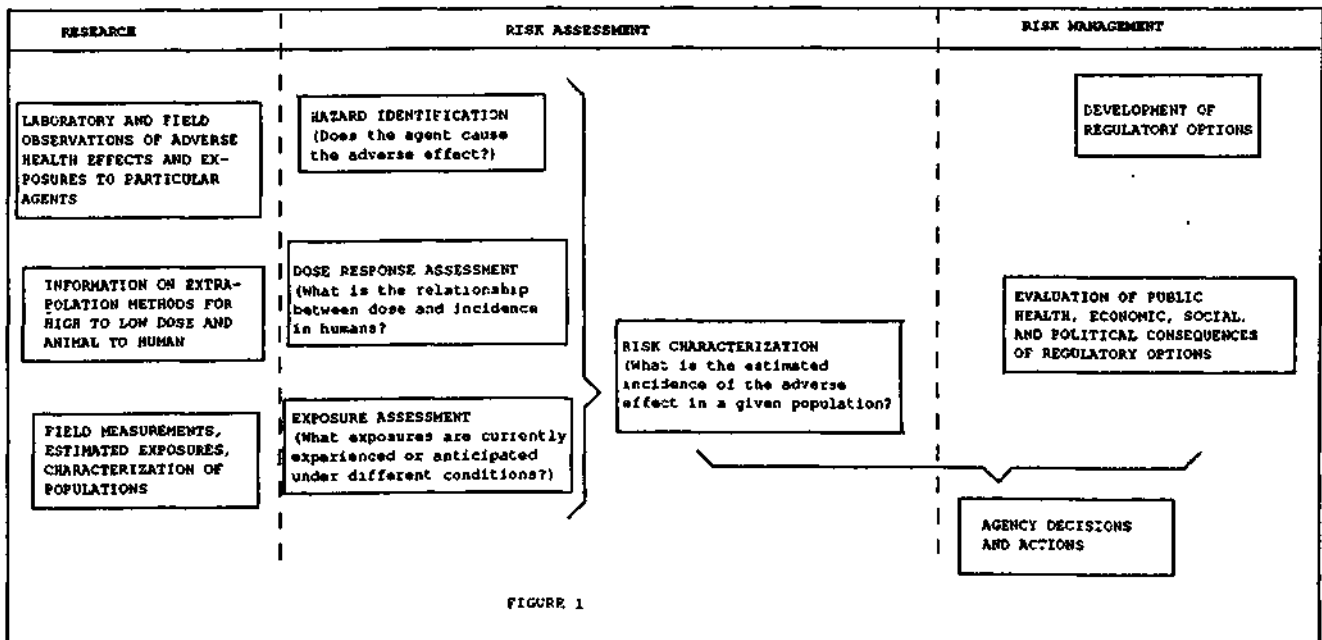 RESEARCH
RISK ASSESSMENT
RISK MANAGEMENT
LABORATORY AND FIELD
OBSERVATIONS OF ADVERSE
HEALTH EFFECTS AND EX-
POSURES TO PARTICULAR
AGENTS
HAZARD IDENTIFICATION
(Does the agent cause
the adverse effect?)
DEVELOPMENT OF
REGULATORY OPTIONS
INFORMATION ON EXTRA-
POLATION METHODS FOR
HIGH TO LOW DOSE AND
ANIMAL TO HUMAN
DOSE RESPONSE ASSESSMENT
(What is the relationship
between dose and incidence
in humans?
EVALUATION OF PUBLIC
HEALTH, ECONOMIC, SOCIAL,
AND POLITICAL CONSEQUENCES
OF REGULATORY OPTIONS
RISK CHARACTERIZATION
(What is the estimated
incidence of the adverse
effect in a given population?
FIELD MEASUREMENTS,
ESTIMATED EXPOSURES,
CHARACTERIZATION OF
POPULATIONS
EXPOSURE ASSESSMENT
(What exposures are currently
experienced or anticipated
under different conditions?)
AGENCY DECISIONS
AND ACTIONS
FIGURE 1